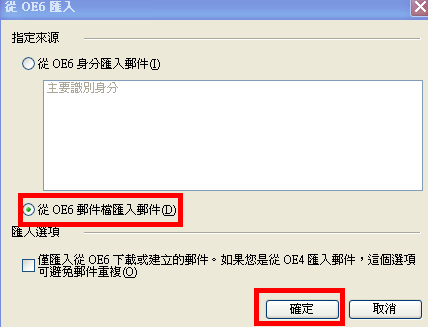 從 OE6 匯入
指定來源
從 OE6 身分匯入郵件(I)
主要識別身分
從 OE6 郵件檔匯入郵件(D)
匯入選項
僅匯入從 OE6 下載或建立的郵件。如果您是從 OE4 匯入郵件，這個選項
可避免郵件重複(O)
確定
取消